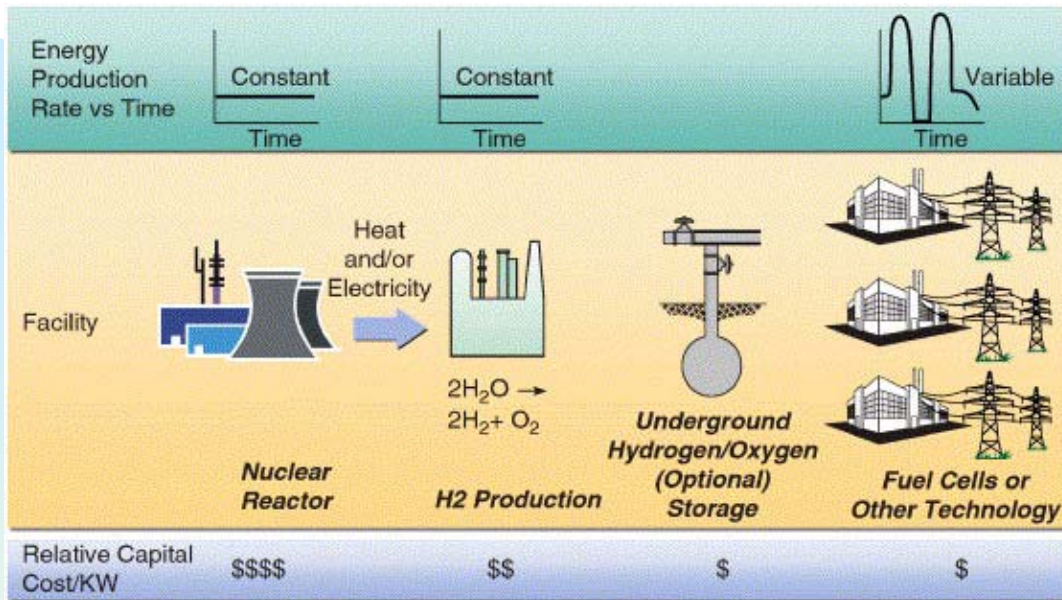 Energy
Production
Rate vs Time
Constant
Time
Constant
Time
Variable
Time
Facility
Heat
and/or
Electricity
2H₂O →
2H₂+ O₂
Nuclear
Reactor
H2 Production
Underground
Hydrogen/Oxygen
(Optional)
Storage
Fuel Cells or
Other Technology
Relative Capital
Cost/KW
$$$$
$$
$
$